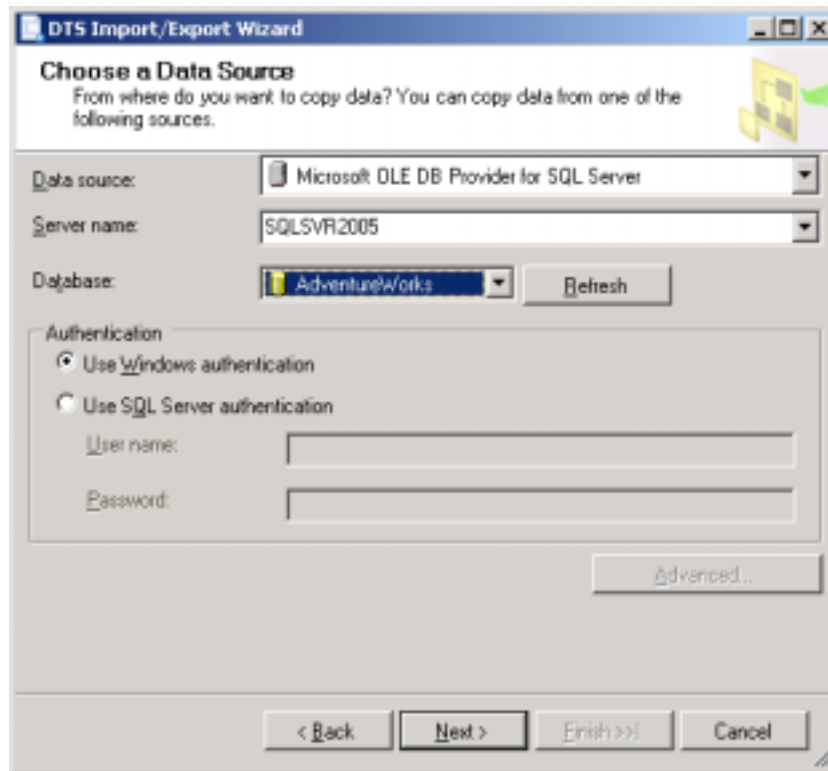 DTS Import/Export Wizard
Choose a Data Source
From where do you want to copy data? You can copy data from one of the
following sources.
Data source:
Microsoft OLE DB Provider for SQL Server
Server name:
SQLSVR2005
Database:
AdventureWorks
Refresh
Authentication
Use Windows authentication
Use SQL Server authentication
User name:
Password:
Advanced...
< Back
Next >
Finish >>|
Cancel